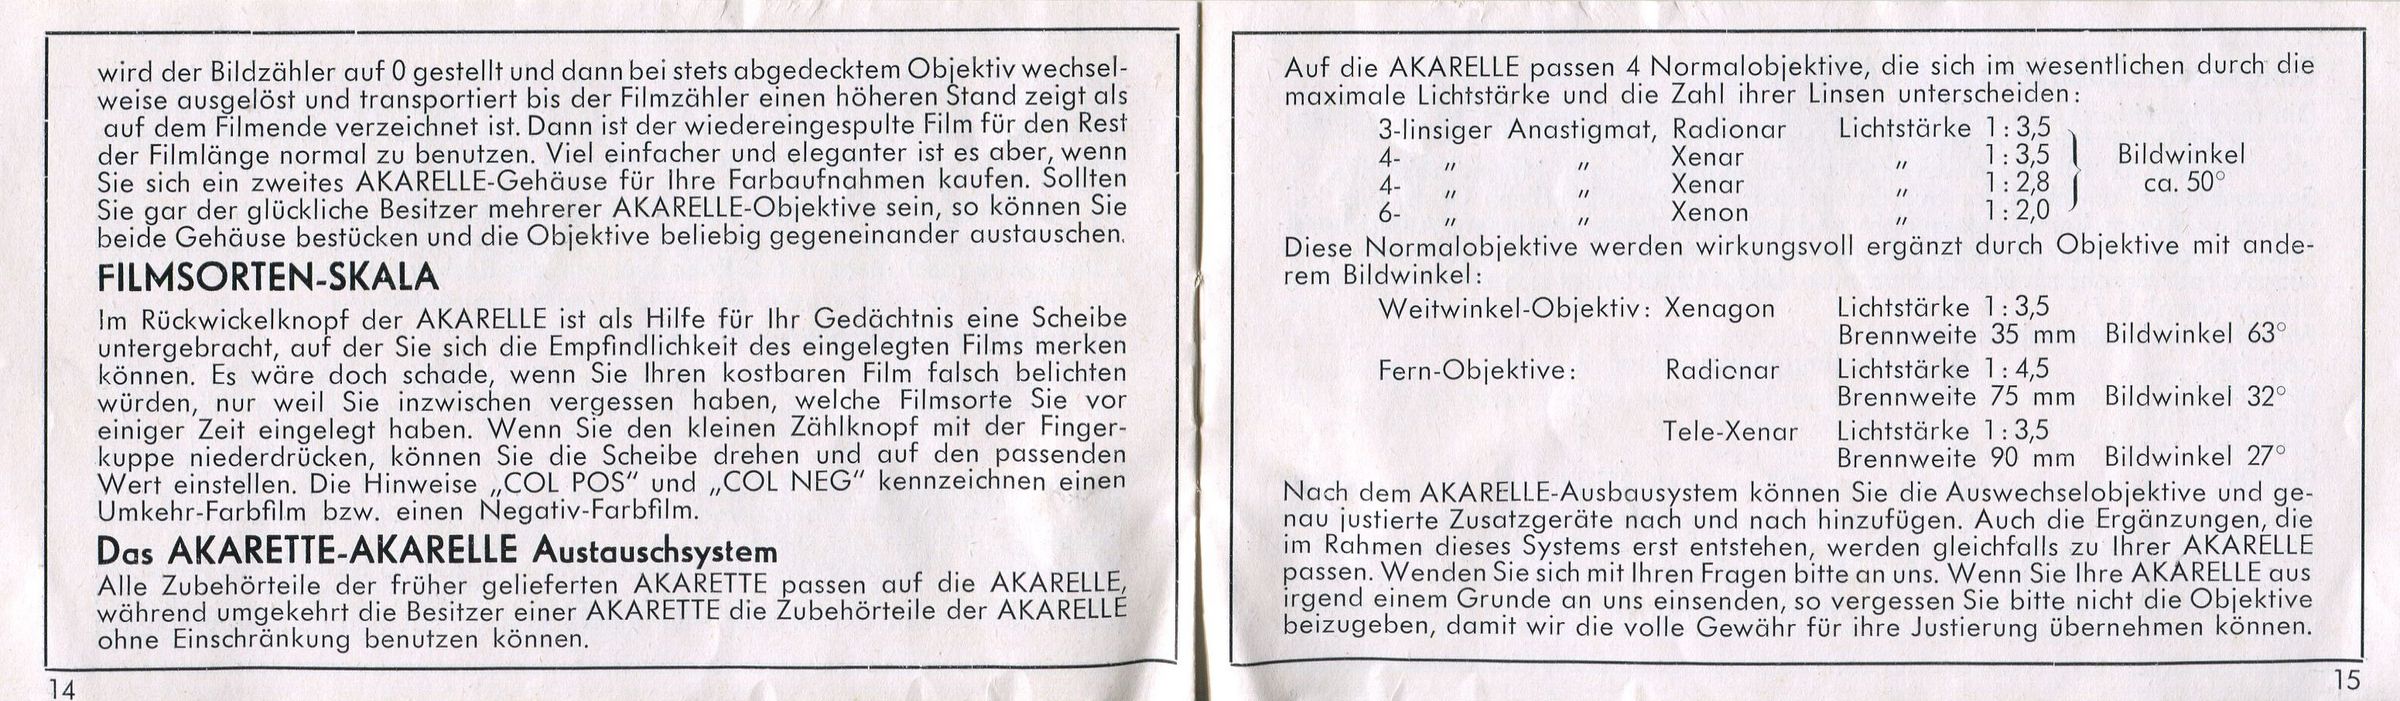 wird der Bildzähler auf 0 gestellt und dann bei stets abgedecktem Objektiv wechsel-
weise ausgelöst und transportiert bis der Filmzähler einen höheren Stand zeigt als
auf dem Filmende verzeichnet ist. Dann ist der wiedereingespulte Film für den Rest
der Filmlänge normal zu benutzen. Viel einfacher und eleganter ist es aber, wenn
Sie sich ein zweites AKARELLE-Gehäuse für Ihre Farbaufnahmen kaufen. Sollten
Sie gar der glückliche Besitzer mehrerer AKARELLE-Objektive sein, so können Sie
beide Gehäuse bestücken und die Objektive beliebig gegeneinander austauschen.
FILMSORTEN-SKALA
Im Rückwickelknopf der AKARELLE ist als Hilfe für Ihr Gedächtnis eine Scheibe
untergebracht, auf der Sie sich die Empfindlichkeit des eingelegten Films merken
können. Es wäre doch schade, wenn Sie Ihren kostbaren Film falsch belichten
würden, nur weil Sie inzwischen vergessen haben, welche Filmsorte Sie vor
einiger Zeit eingelegt haben. Wenn Sie den kleinen Zählknopf mit der Finger-
kuppe niederdrücken, können Sie die Scheibe drehen und auf den passenden
Wert einstellen. Die Hinweise „COL POS" und „COL NEG" kennzeichnen einen
Umkehr-Farbfilm bzw. einen Negativ-Farbfilm.
Das AKARETTE-AKARELLE Austauschsystem
Alle Zubehörteile der früher gelieferten AKARETTE passen auf die AKARELLE,
während umgekehrt die Besitzer einer AKARETTE die Zubehörteile der AKARELLE
ohne Einschränkung benutzen können.
14
Auf die AKARELLE passen 4 Normalobjektive, die sich im wesentlichen durch die
maximale Lichtstärke und die Zahl ihrer Linsen unterscheiden:
3-linsiger Anastigmat, Radionar Lichtstärke 1:3,5
4- „ „ Xenar „ 1:3,5 Bildwinkel
4- „ „ Xenar „ 1:2,8 ca. 50°
6- „ „ Xenon „ 1:2,0
Diese Normalobjektive werden wirkungsvoll ergänzt durch Objektive mit ande-
rem Bildwinkel:
Weitwinkel-Objektiv: Xenagon Lichtstärke 1:3,5
Brennweite 35 mm Bildwinkel 63°
Fern-Objektive: Radionar Lichtstärke 1:4,5
Brennweite 75 mm Bildwinkel 32°
Tele-Xenar Lichtstärke 1:3,5
Brennweite 90 mm Bildwinkel 27°
Nach dem AKARELLE-Ausbausystem können Sie die Auswechselobjektive und ge-
nau justierte Zusatzgeräte nach und nach hinzufügen. Auch die Ergänzungen, die
im Rahmen dieses Systems erst entstehen, werden gleichfalls zu Ihrer AKARELLE
passen. Wenden Sie sich mit Ihren Fragen bitte an uns. Wenn Sie Ihre AKARELLE aus
irgend einem Grunde an uns einsenden, so vergessen Sie bitte nicht die Objektive
beizugeben, damit wir die volle Gewähr für ihre Justierung übernehmen können.
15